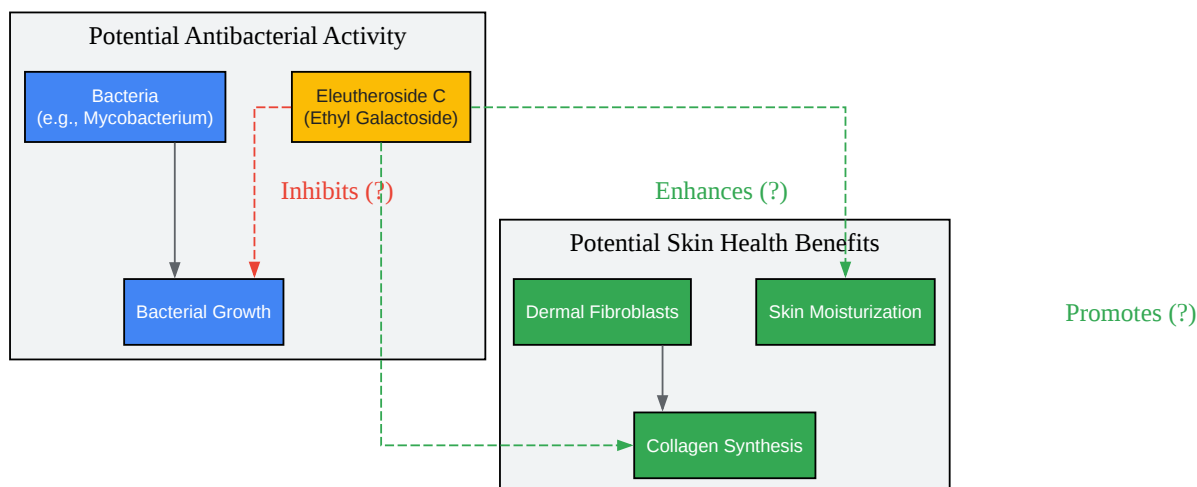 Potential Antibacterial Activity
Bacteria
(e.g., Mycobacterium)
Eleutheroside C
(Ethyl Galactoside)
Inhibits (?)
Enhances (?)
Bacterial Growth
Potential Skin Health Benefits
Dermal Fibroblasts
Skin Moisturization
Promotes (?)
Collagen Synthesis